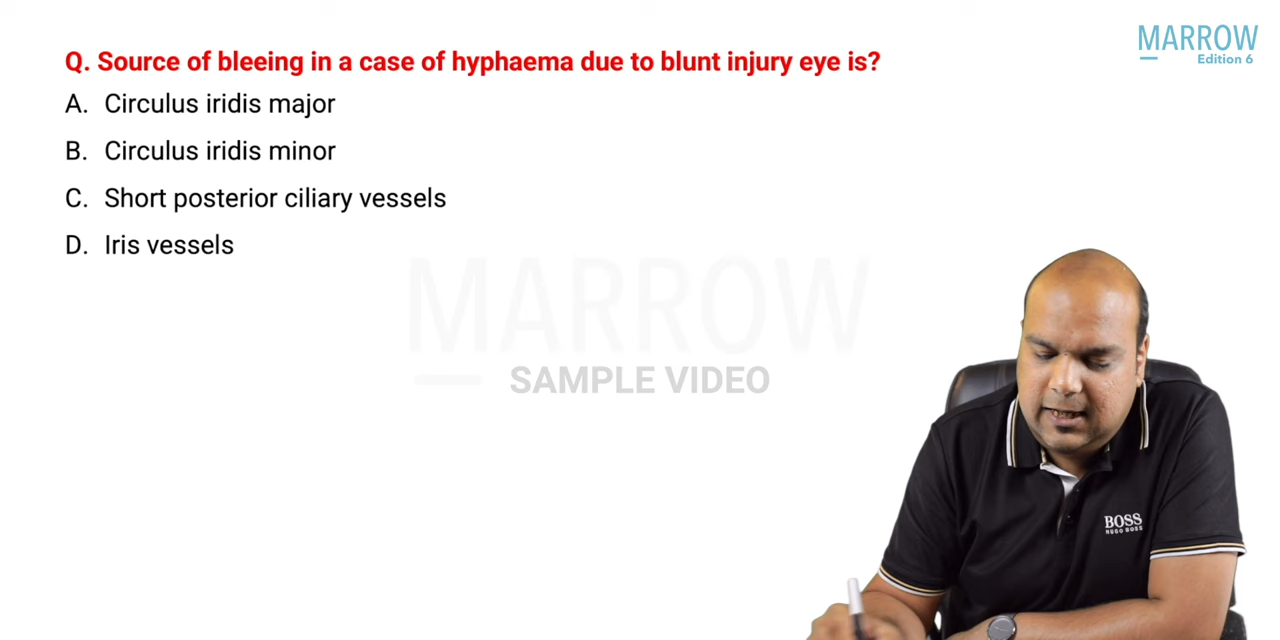 MARROW
Edition 6
Q. Source of bleeing in a case of hyphaema due to blunt injury eye is?
A. Circulus iridis major
B. Circulus iridis minor
C. Short posterior ciliary vessels
D. Iris vessels
MARROW
SAMPLE VIDEO
BOSS
HUGO BOSS